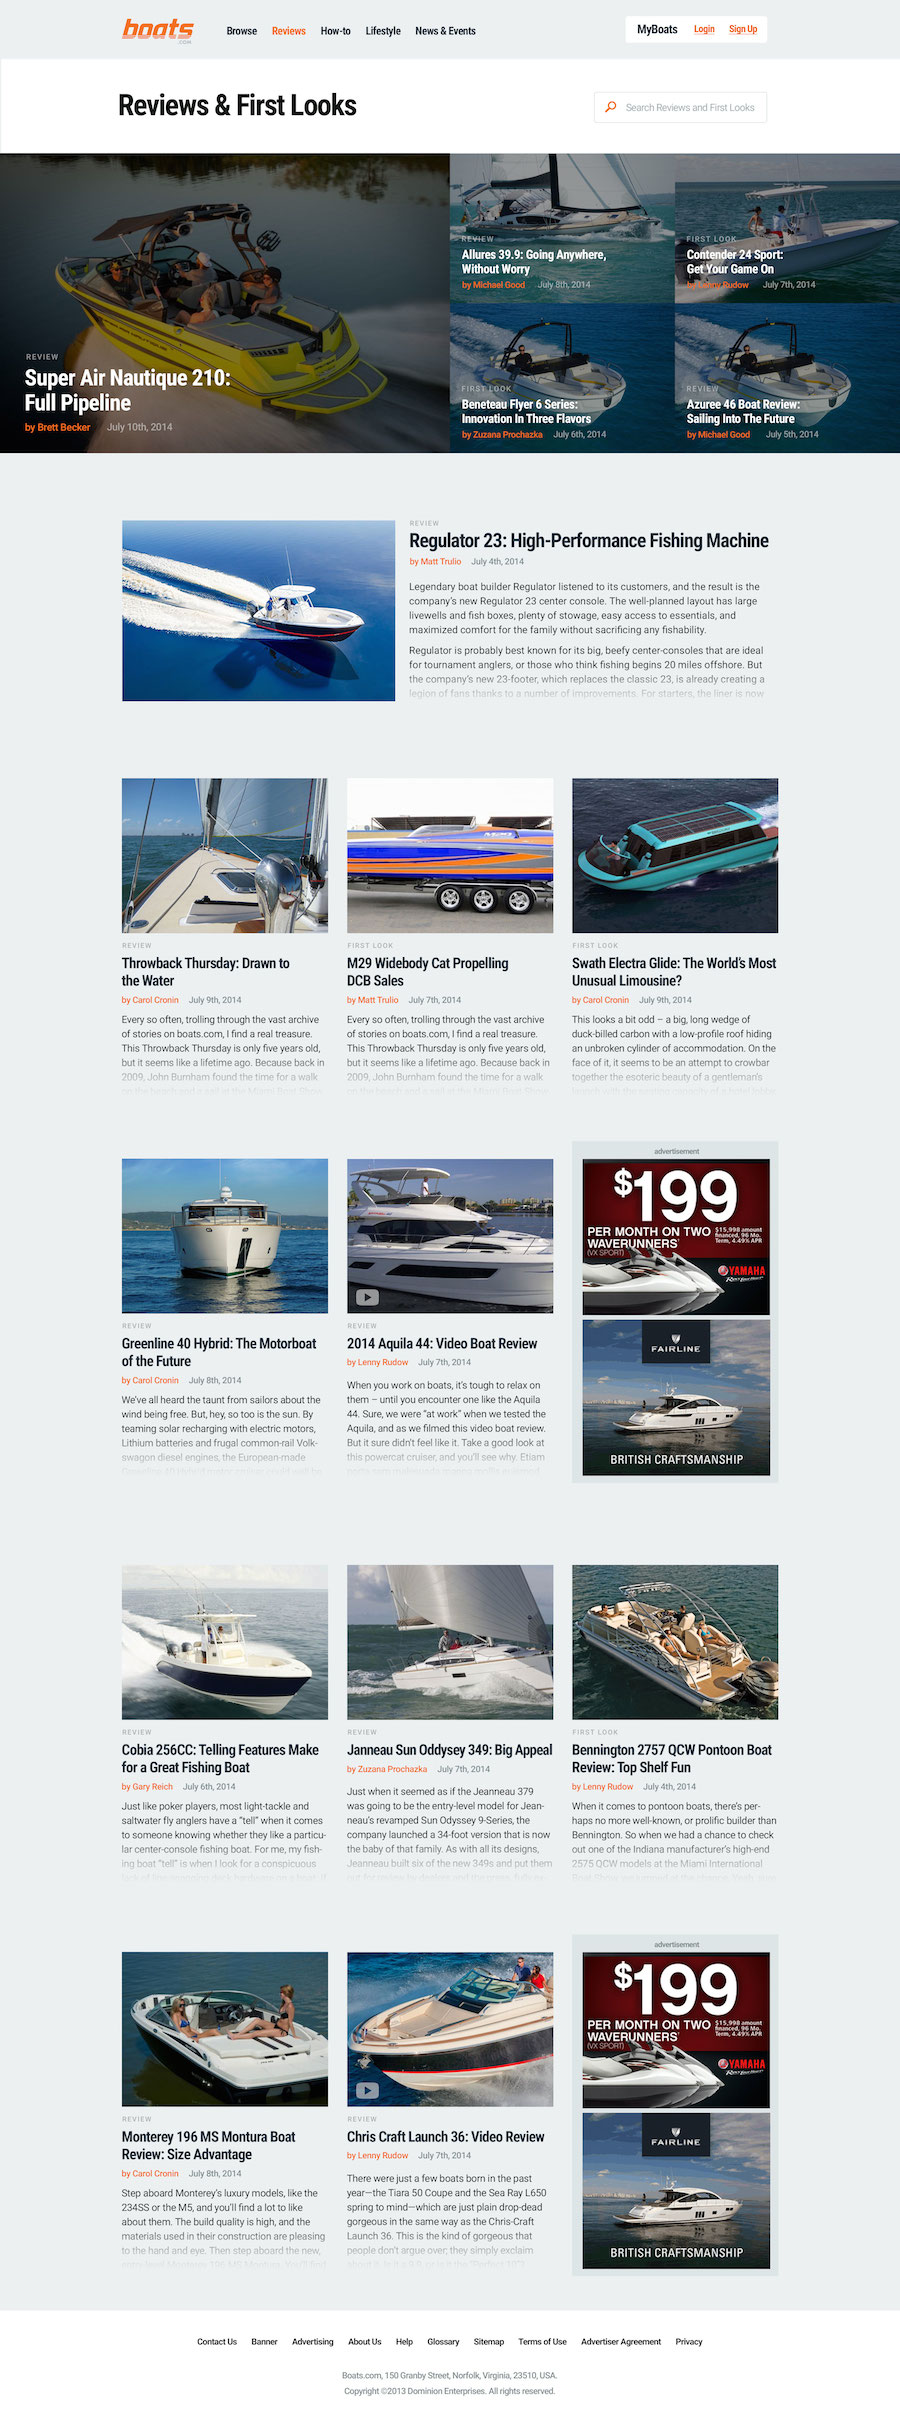 boats
.com
Browse Reviews How-to Lifestyle News & Events
MyBoats Login Sign Up
Reviews & First Looks
Search Reviews and First Looks
REVIEW
Super Air Nautique 210:
Full Pipeline
by Brett Becker July 10th, 2014
REVIEW
Allures 39.9: Going Anywhere,
Without Worry
by Michael Good July 8th, 2014
FIRST LOOK
Contender 24 Sport:
Get Your Game On
by Lenny Rudow July 7th, 2014
FIRST LOOK
Beneteau Flyer 6 Series:
Innovation In Three Flavors
by Zuzana Prochazka July 6th, 2014
REVIEW
Azuree 46 Boat Review:
Sailing Into The Future
by Michael Good July 5th, 2014
REVIEW
Regulator 23: High-Performance Fishing Machine
by Matt Trulio July 4th, 2014
Legendary boat builder Regulator listened to its customers, and the result is the
company's new Regulator 23 center console. The well-planned layout has large
livewells and fish boxes, plenty of stowage, easy access to essentials, and
maximized comfort for the family without sacrificing any fishability.
Regulator is probably best known for its big, beefy center-consoles that are ideal
for tournament anglers, or those who think fishing begins 20 miles offshore. But
the company's new 23-footer, which replaces the classic 23, is already creating a
legion of fans thanks to a number of improvements. For starters, the liner is now
REVIEW
Throwback Thursday: Drawn to
the Water
by Carol Cronin July 9th, 2014
Every so often, trolling through the vast archive
of stories on boats.com, I find a real treasure.
This Throwback Thursday is only five years old,
but it seems like a lifetime ago. Because back in
2009, John Burnham found the time for a walk
on the beach and a sail at the Miami Boat Show
FIRST LOOK
M29 Widebody Cat Propelling
DCB Sales
by Matt Trulio July 7th, 2014
Every so often, trolling through the vast archive
of stories on boats.com, I find a real treasure.
This Throwback Thursday is only five years old,
but it seems like a lifetime ago. Because back in
2009, John Burnham found the time for a walk
on the beach and a sail at the Miami Boat Show
FIRST LOOK
Swath Electra Glide: The World's Most
Unusual Limousine?
by Carol Cronin July 9th, 2014
This looks a bit odd – a big, long wedge of
duck-billed carbon with a low-profile roof hiding
an unbroken cylinder of accommodation. On the
face of it, it seems to be an attempt to crowbar
together the esoteric beauty of a gentleman's
launch with the seating capacity of a hotel lobby
REVIEW
Greenline 40 Hybrid: The Motorboat
of the Future
by Carol Cronin July 8th, 2014
We've all heard the taunt from sailors about the
wind being free. But, hey, so too is the sun. By
teaming solar recharging with electric motors,
Lithium batteries and frugal common-rail Volk-
swagon diesel engines, the European-made
Greenline 40 Hybrid motor cruiser could well be
REVIEW
2014 Aquila 44: Video Boat Review
by Lenny Rudow July 7th, 2014
When you work on boats, it's tough to relax on
them – until you encounter one like the Aquila
44. Sure, we were "at work" when we tested the
Aquila, and as we filmed this video boat review.
But it sure didn't feel like it. Take a good look at
this powercat cruiser, and you'll see why. Etiam
porta sem malesuada magna mollis euismod.
advertisement
$199
PER MONTH ON TWO
WAVERUNNERS
(VX SPORT)
$15,998 amount
financed, 96 Mo.
Term, 4.49% APR
YAMAHA
FAIRLINE
BRITISH CRAFTSMANSHIP
REVIEW
Cobia 256CC: Telling Features Make
for a Great Fishing Boat
by Gary Reich July 6th, 2014
Just like poker players, most light-tackle and
saltwater fly anglers have a "tell" when it comes
to someone knowing whether they like a particu-
lar center-console fishing boat. For me, my fish-
ing boat "tell" is when I look for a conspicuous
lack of line-snagging deck hardware on a boat. If
REVIEW
Janneau Sun Oddysey 349: Big Appeal
by Zuzana Prochazka July 7th, 2014
Just when it seemed as if the Jeanneau 379
was going to be the entry-level model for Jean-
neau's revamped Sun Odyssey 9-Series, the
company launched a 34-foot version that is now
the baby of that family. As with all its designs,
Jeanneau built six of the new 349s and put them
out for review by dealers and the press, fully ex-
FIRST LOOK
Bennington 2757 QCW Pontoon Boat
Review: Top Shelf Fun
by Lenny Rudow July 4th, 2014
When it comes to pontoon boats, there's per-
haps no more well-known, or prolific builder than
Bennington. So when we had a chance to check
out one of the Indiana manufacturer's high-end
2575 QCW models at the Miami International
Boat Show, we jumped at the chance. Yeah, sure
REVIEW
Monterey 196 MS Montura Boat
Review: Size Advantage
by Carol Cronin July 8th, 2014
Step aboard Monterey's luxury models, like the
234SS or the M5, and you'll find a lot to like
about them. The build quality is high, and the
materials used in their construction are pleasing
to the hand and eye. Then step aboard the new,
entry-level Monterey 196 MS Montura. You'll find
REVIEW
Chris Craft Launch 36: Video Review
by Lenny Rudow July 7th, 2014
There were just a few boats born in the past
year—the Tiara 50 Coupe and the Sea Ray L650
spring to mind—which are just plain drop-dead
gorgeous in the same way as the Chris-Craft
Launch 36. This is the kind of gorgeous that
people don't argue over; they simply exclaim
about it. Is it a 9.9, or is it the "Perfect 10"?
advertisement
$199
PER MONTH ON TWO
WAVERUNNERS
(VX SPORT)
$15,998 amount
financed, 96 Mo.
Term, 4.49% APR
YAMAHA
FAIRLINE
BRITISH CRAFTSMANSHIP
Contact Us Banner Advertising About Us Help Glossary Sitemap Terms of Use Advertiser Agreement Privacy
Boats.com, 150 Granby Street, Norfolk, Virginia, 23510, USA.
Copyright ©2013 Dominion Enterprises. All rights reserved.